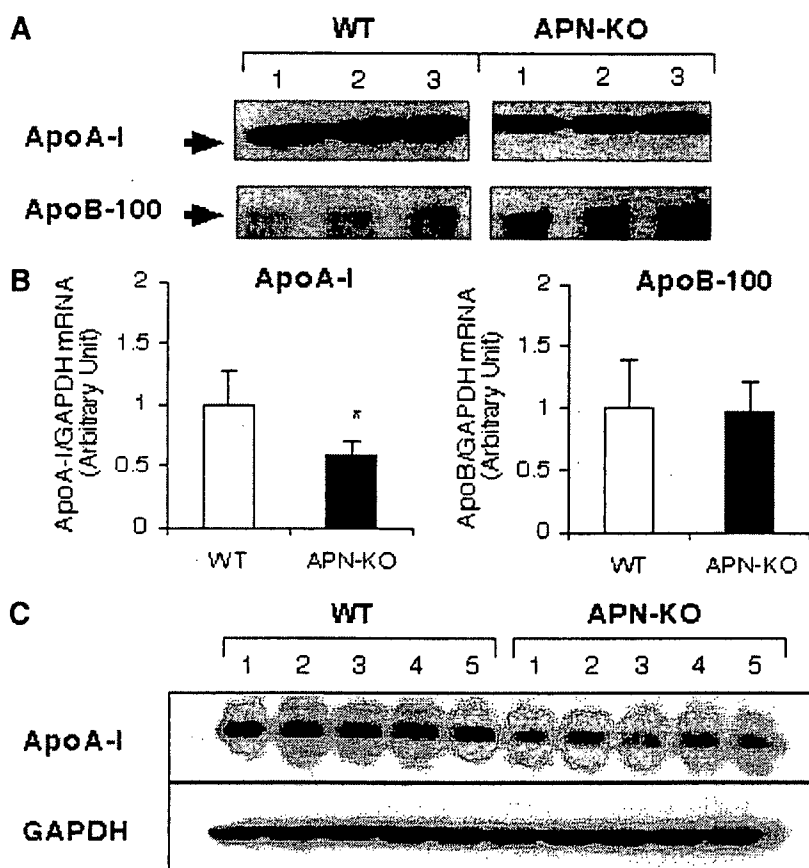 A
WT APN-KO
1 2 3 1 2 3
ApoA-I
ApoB-100
B
ApoA-I
ApoA-I/GAPDH mRNA
(Arbitrary Unit)
2
1.5
1
0.5
0
*
WT APN-KO
ApoB-100
ApoB/GAPDH mRNA
(Arbitrary Unit)
2
1.5
1
0.5
0
WT APN-KO
C
WT APN-KO
1 2 3 4 5 1 2 3 4 5
ApoA-I
GAPDH